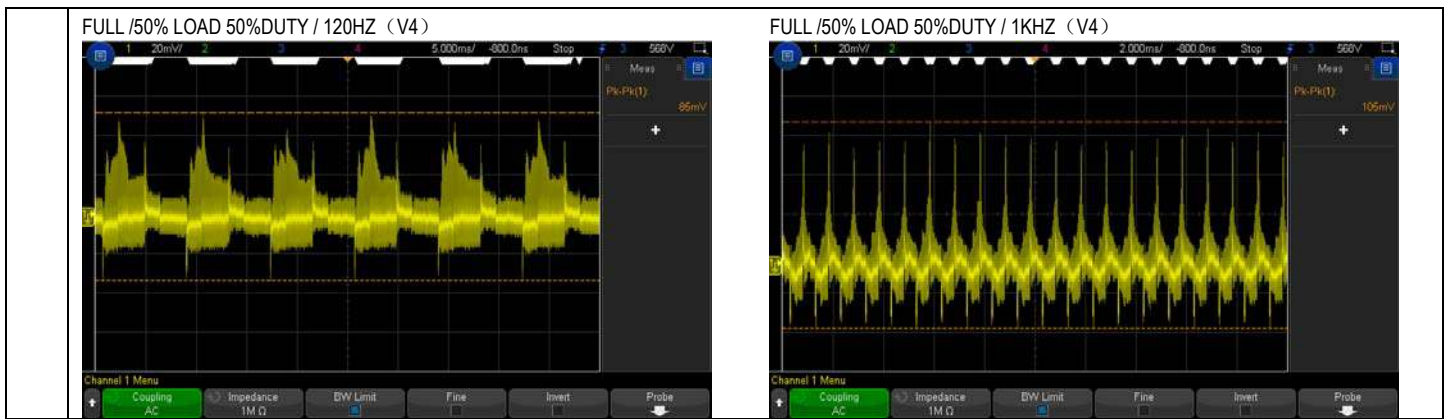 FULL /50% LOAD 50%DUTY / 120HZ（V4）
1 20mV/ 2 3 4 5.000ms/ -800.0ns Stop 3 568V
Meas
Pk-Pk(1):
85mV
+
Channel 1 Menu
Coupling
AC
Impedance
1M Ω
BW Limit
Fine
Invert
Probe
FULL /50% LOAD 50%DUTY / 1KHZ（V4）
1 20mV/ 2 3 4 2.000ms/ -800.0ns Stop 3 568V
Meas
Pk-Pk(1):
105mV
+
Channel 1 Menu
Coupling
AC
Impedance
1M Ω
BW Limit
Fine
Invert
Probe